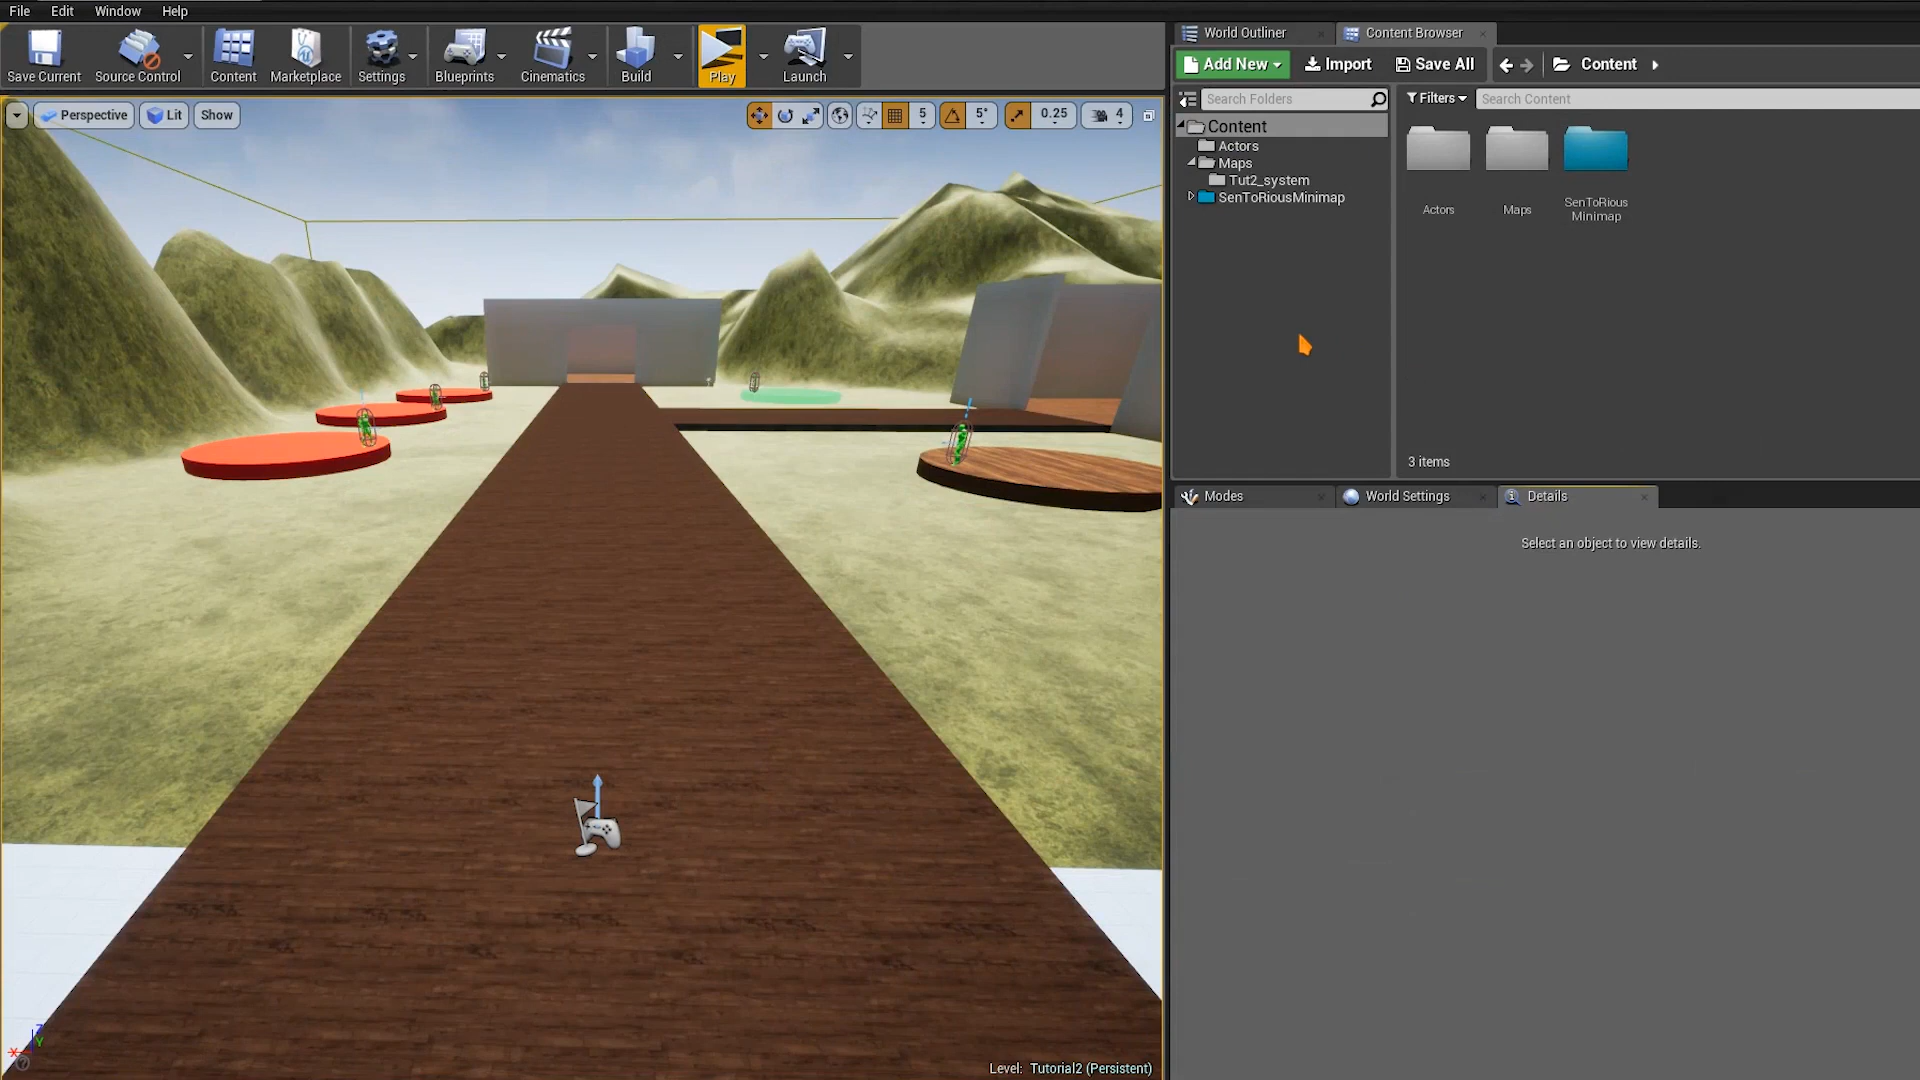 File Edit Window Help
Save Current Source Control Content Marketplace Settings Blueprints Cinematics Build Play Launch
Perspective Lit Show 5 5° 0.25 4
World Outliner Content Browser
Add New Import Save All Content
Search Folders Filters Search Content
Content
Actors
Maps
Tut2_system
SenToRiousMinimap
Actors Maps SenToRious
Minimap
3 items
Modes World Settings Details
Select an object to view details.
Level: Tutorial2 (Persistent)
X Z Y